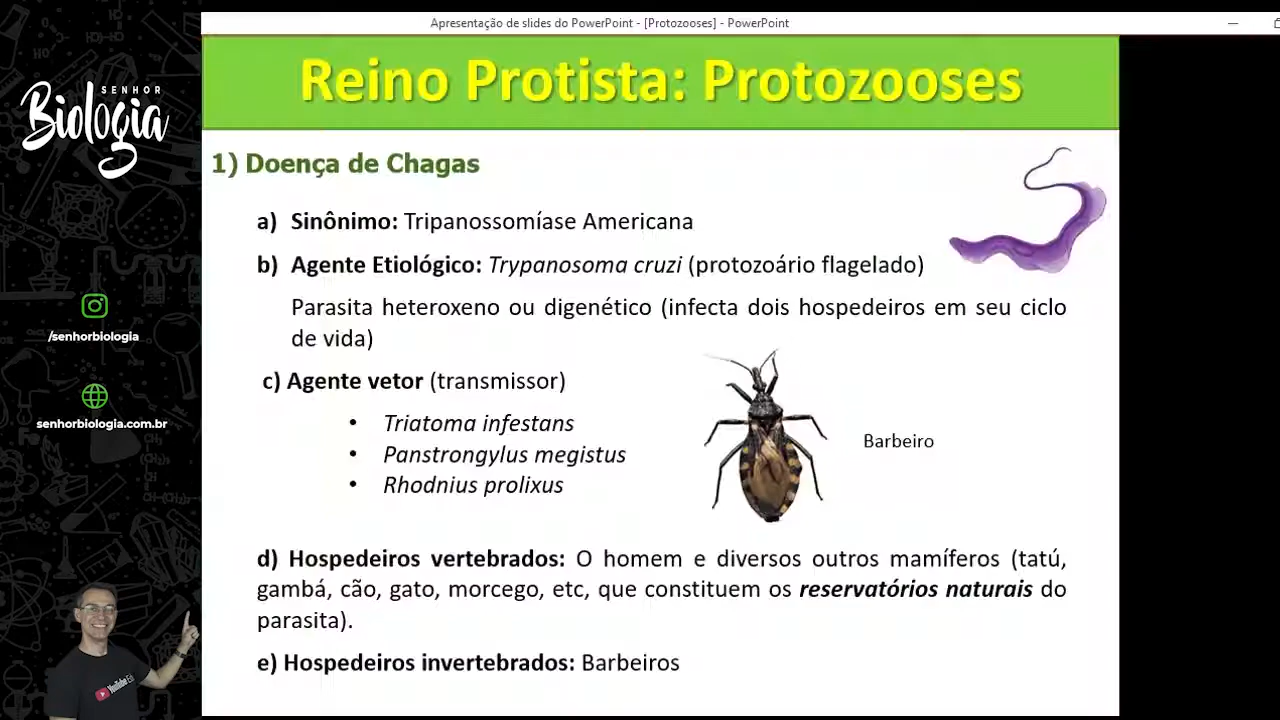 Apresentação de slides do PowerPoint - [Protozooses] - PowerPoint
SENHOR
Biologia
Reino Protista: Protozooses
1) Doença de Chagas
a) Sinônimo: Tripanossomíase Americana
b) Agente Etiológico: Trypanosoma cruzi (protozoário flagelado)
Parasita heteroxeno ou digenético (infecta dois hospedeiros em seu ciclo
de vida)
c) Agente vetor (transmissor)
• Triatoma infestans
• Panstrongylus megistus
• Rhodnius prolixus
Barbeiro
d) Hospedeiros vertebrados: O homem e diversos outros mamíferos (tatú,
gambá, cão, gato, morcego, etc, que constituem os reservatórios naturais do
parasita).
e) Hospedeiros invertebrados: Barbeiros
/senhorbiologia
senhorbiologia.com.br